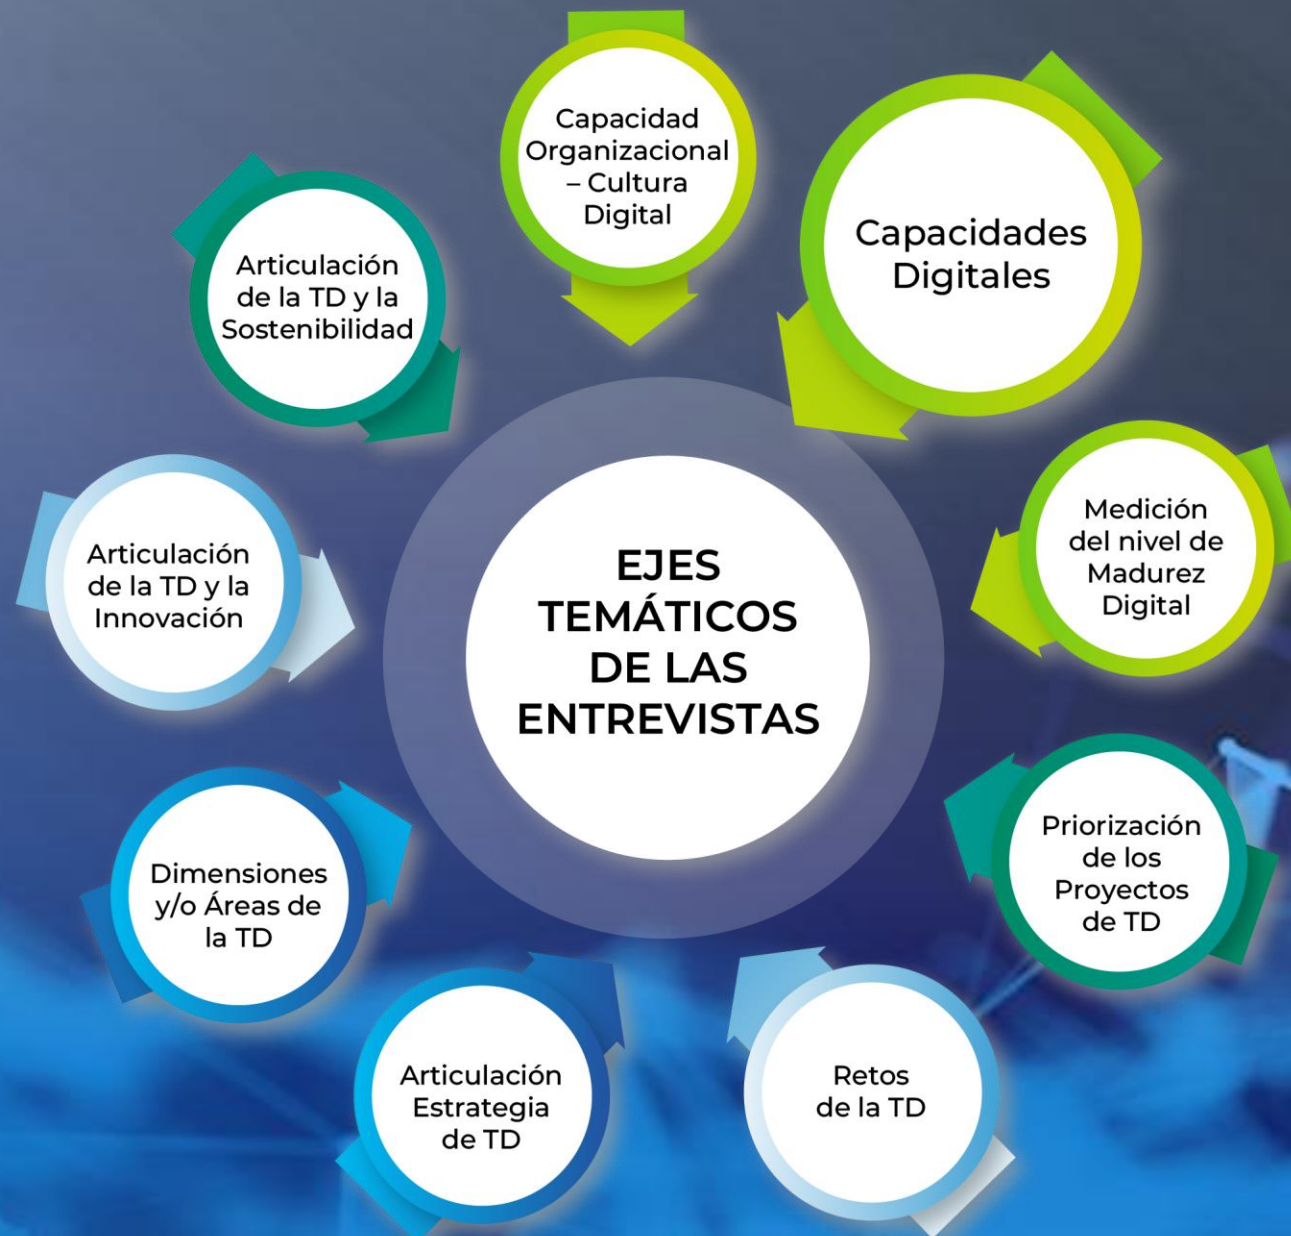 Capacidad
Organizacional
– Cultura
Digital
Capacidades
Digitales
Articulación
de la TD y la
Sostenibilidad
Medición
del nivel de
Madurez
Digital
Articulación
de la TD y la
Innovación
EJES
TEMÁTICOS
DE LAS
ENTREVISTAS
Priorización
de los
Proyectos
de TD
Dimensiones
y/o Áreas de
la TD
Articulación
Estrategia
de TD
Retos
de la TD